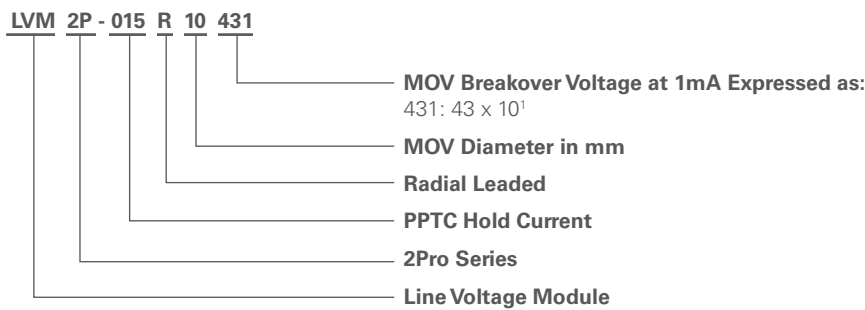 LVM 2P - 015 R 10 431
MOV Breakover Voltage at 1mA Expressed as:
431: 43 x 10¹
MOV Diameter in mm
Radial Leaded
PPTC Hold Current
2Pro Series
Line Voltage Module